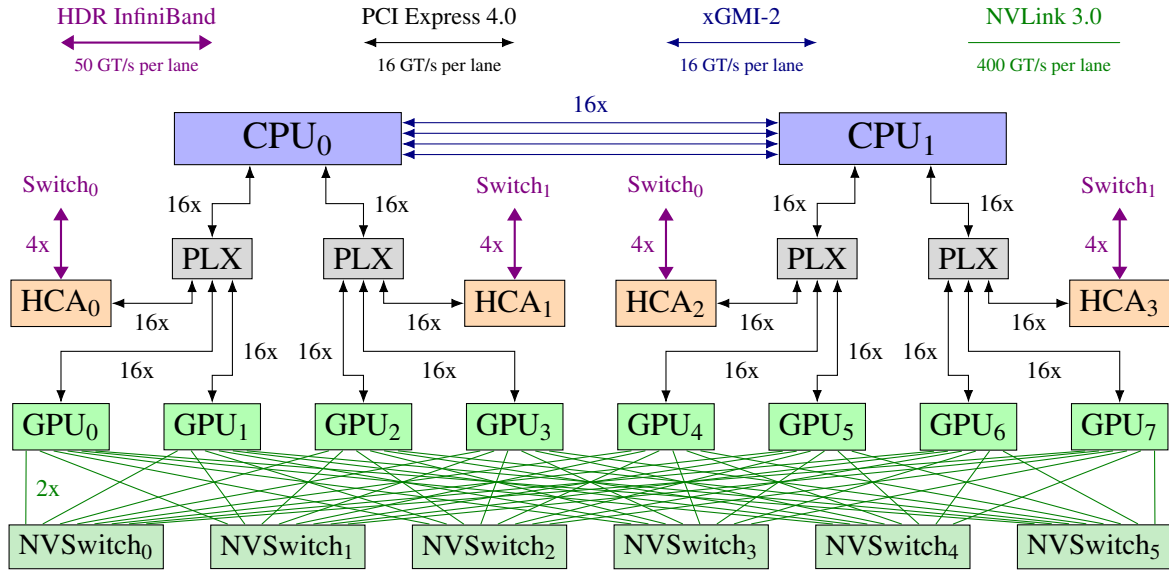 HDR InfiniBand PCI Express 4.0 xGMI-2 NVLink 3.0
50 GT/s per lane 16 GT/s per lane 16 GT/s per lane 400 GT/s per lane
16x
CPU₀ CPU₁
Switch₀ Switch₁ Switch₀ Switch₁
16x 16x 16x 16x
4x 4x 4x 4x
PLX PLX PLX PLX
HCA₀ HCA₁ HCA₂ HCA₃
16x 16x 16x 16x
16x 16x 16x 16x
16x 16x 16x 16x
GPU₀ GPU₁ GPU₂ GPU₃ GPU₄ GPU₅ GPU₆ GPU₇
2x
NVSwitch₀ NVSwitch₁ NVSwitch₂ NVSwitch₃ NVSwitch₄ NVSwitch₅